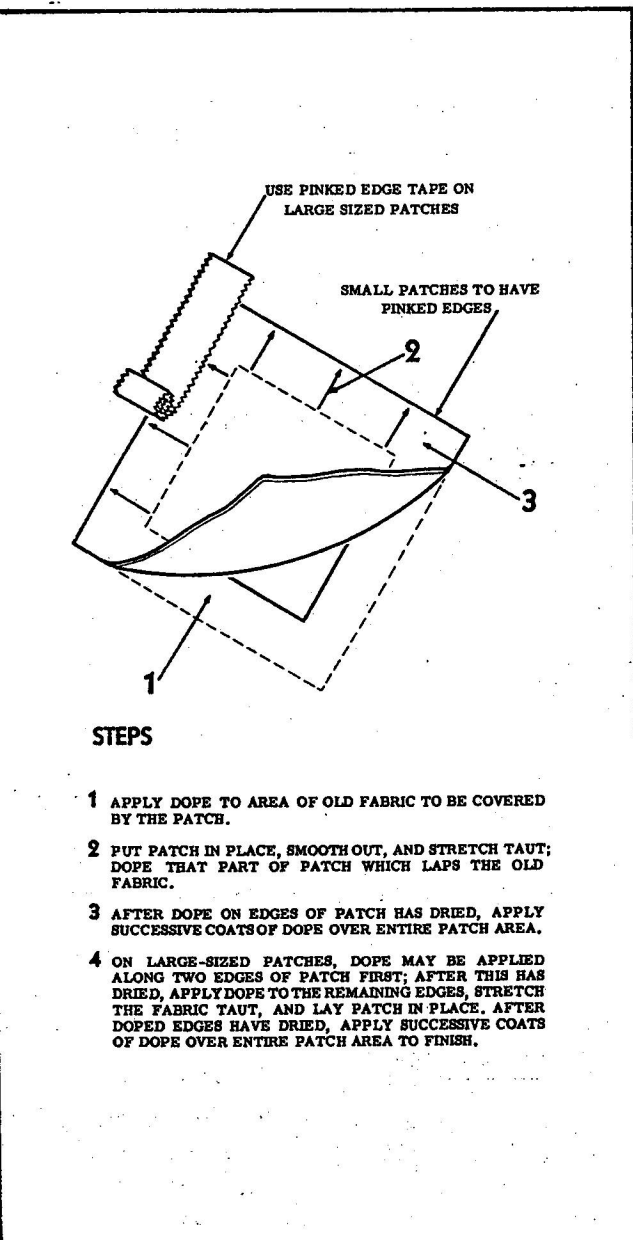 USE PINKED EDGE TAPE ON
LARGE SIZED PATCHES
SMALL PATCHES TO HAVE
PINKED EDGES
2
3
1
STEPS
1 APPLY DOPE TO AREA OF OLD FABRIC TO BE COVERED
BY THE PATCH.
2 PUT PATCH IN PLACE, SMOOTH OUT, AND STRETCH TAUT;
DOPE THAT PART OF PATCH WHICH LAPS THE OLD
FABRIC.
3 AFTER DOPE ON EDGES OF PATCH HAS DRIED, APPLY
SUCCESSIVE COATS OF DOPE OVER ENTIRE PATCH AREA.
4 ON LARGE-SIZED PATCHES, DOPE MAY BE APPLIED
ALONG TWO EDGES OF PATCH FIRST; AFTER THIS HAS
DRIED, APPLY DOPE TO THE REMAINING EDGES, STRETCH
THE FABRIC TAUT, AND LAY PATCH IN PLACE. AFTER
DOPED EDGES HAVE DRIED, APPLY SUCCESSIVE COATS
OF DOPE OVER ENTIRE PATCH AREA TO FINISH.